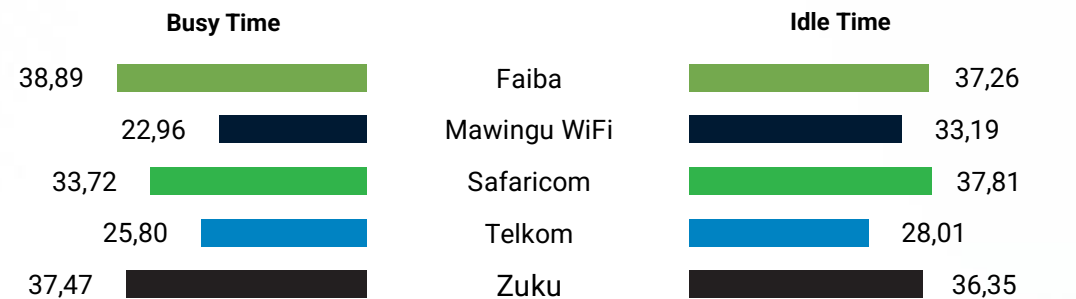 Busy Time Idle Time
38,89 Faiba 37,26
22,96 Mawingu WiFi 33,19
33,72 Safaricom 37,81
25,80 Telkom 28,01
37,47 Zuku 36,35